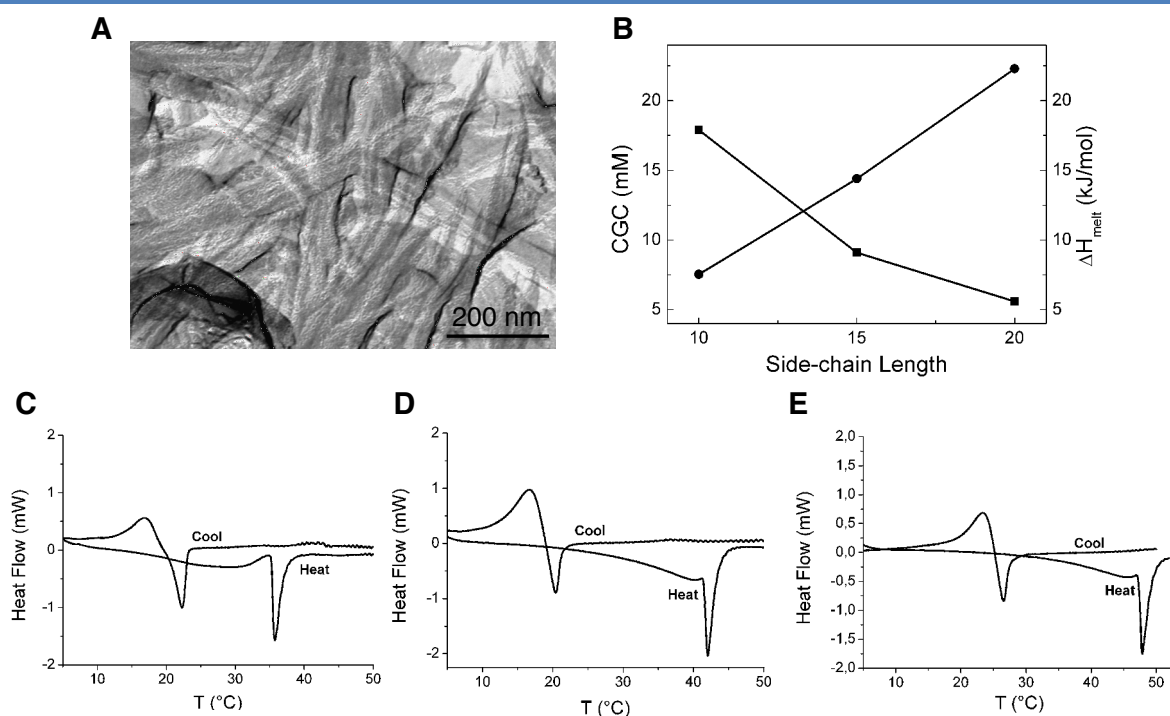 A
200 nm
B
CGC (mM)
20
15
10
5
20
15
10
5
ΔHmelt (kJ/mol)
10
15
20
Side-chain Length
C
Heat Flow (mW)
2
1
0
-1
-2
Cool
Heat
10
20
30
40
50
T (°C)
D
Heat Flow (mW)
2
1
0
-1
-2
Cool
Heat
10
20
30
40
50
T (°C)
E
Heat Flow (mW)
2,0
1,5
1,0
0,5
0,0
-0,5
-1,0
-1,5
-2,0
Cool
Heat
10
20
30
40
50
T (°C)